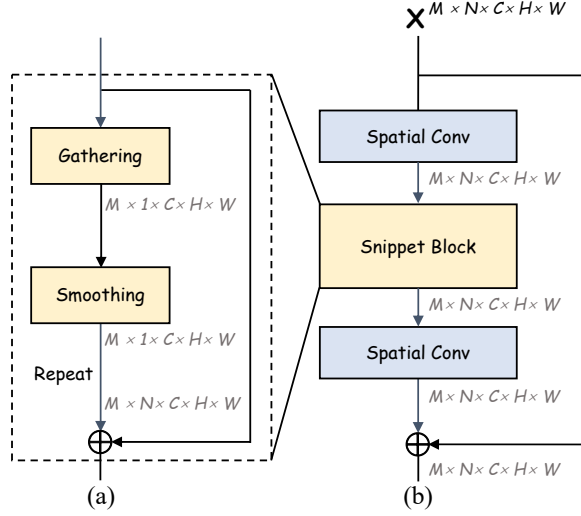 X M × N × C × H × W
Gathering
M × 1 × C × H × W
Smoothing
M × 1 × C × H × W
Repeat
M × N × C × H × W
(a)
Spatial Conv
M × N × C × H × W
Snippet Block
M × N × C × H × W
Spatial Conv
M × N × C × H × W
M × N × C × H × W
(b)